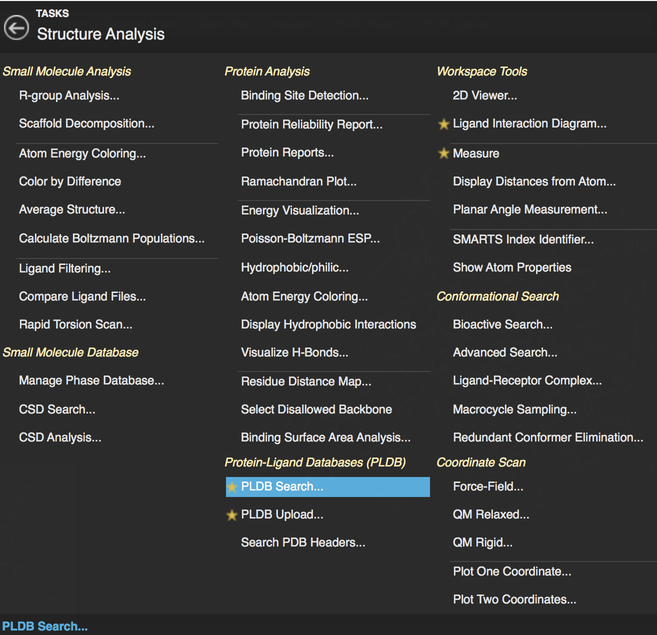 TASKS
Structure Analysis
Small Molecule Analysis
R-group Analysis...
Scaffold Decomposition...
Atom Energy Coloring...
Color by Difference
Average Structure...
Calculate Boltzmann Populations...
Ligand Filtering...
Compare Ligand Files...
Rapid Torsion Scan...
Small Molecule Database
Manage Phase Database...
CSD Search...
CSD Analysis...
Protein Analysis
Binding Site Detection...
Protein Reliability Report...
Protein Reports...
Ramachandran Plot...
Energy Visualization...
Poisson-Boltzmann ESP...
Hydrophobic/philic...
Atom Energy Coloring...
Display Hydrophobic Interactions
Visualize H-Bonds...
Residue Distance Map...
Select Disallowed Backbone
Binding Surface Area Analysis...
Protein-Ligand Databases (PLDB)
PLDB Search...
PLDB Upload...
Search PDB Headers...
Workspace Tools
2D Viewer...
Ligand Interaction Diagram...
Measure
Display Distances from Atom...
Planar Angle Measurement...
SMARTS Index Identifier...
Show Atom Properties
Conformational Search
Bioactive Search...
Advanced Search...
Ligand-Receptor Complex...
Macrocycle Sampling...
Redundant Conformer Elimination...
Coordinate Scan
Force-Field...
QM Relaxed...
QM Rigid...
Plot One Coordinate...
Plot Two Coordinates...
PLDB Search...